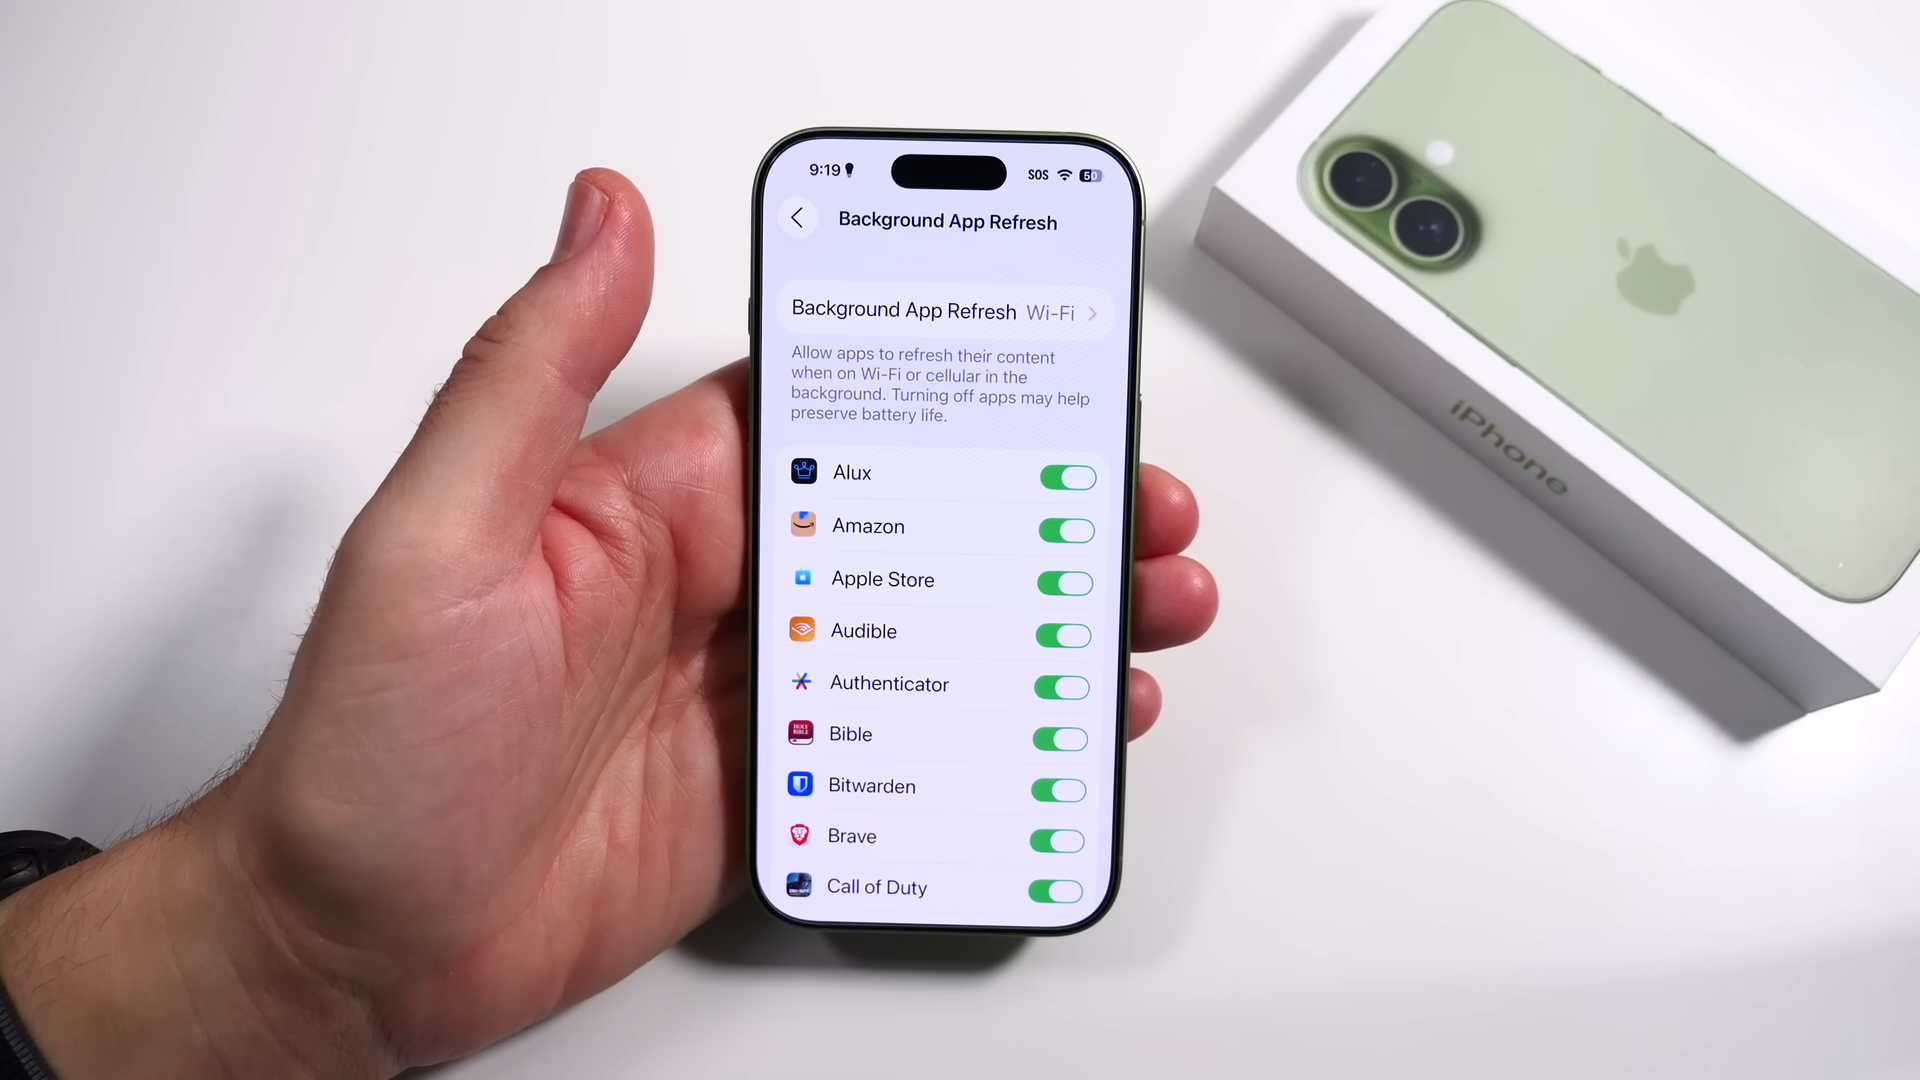 9:19
SOS
50
Background App Refresh
Background App Refresh Wi-Fi
Allow apps to refresh their content
when on Wi-Fi or cellular in the
background. Turning off apps may help
preserve battery life.
Alux
Amazon
Apple Store
Audible
Authenticator
HOLY
BIBLE
Bible
Bitwarden
Brave
Call of Duty
iPhone